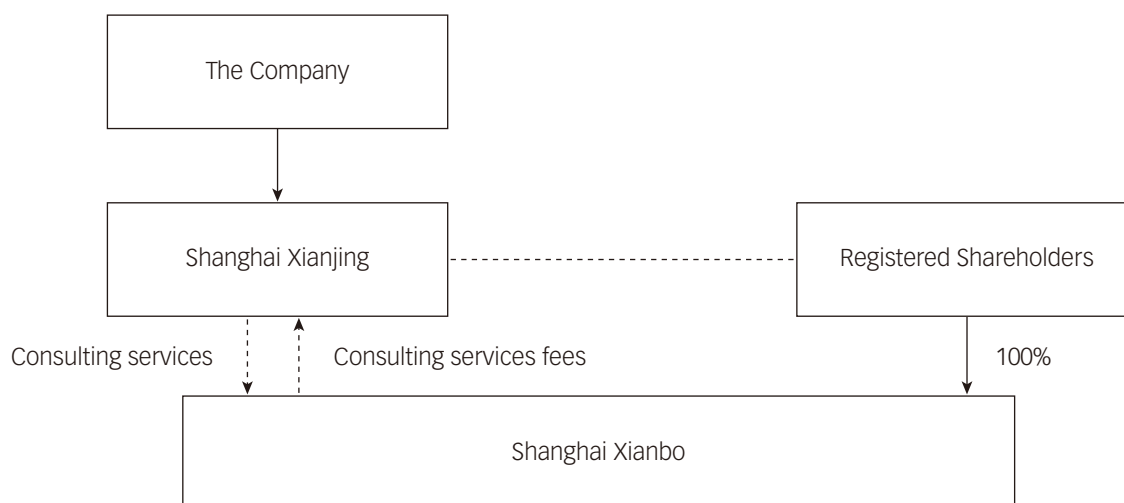 The Company
Shanghai Xianjing
Registered Shareholders
Consulting services
Consulting services fees
100%
Shanghai Xianbo